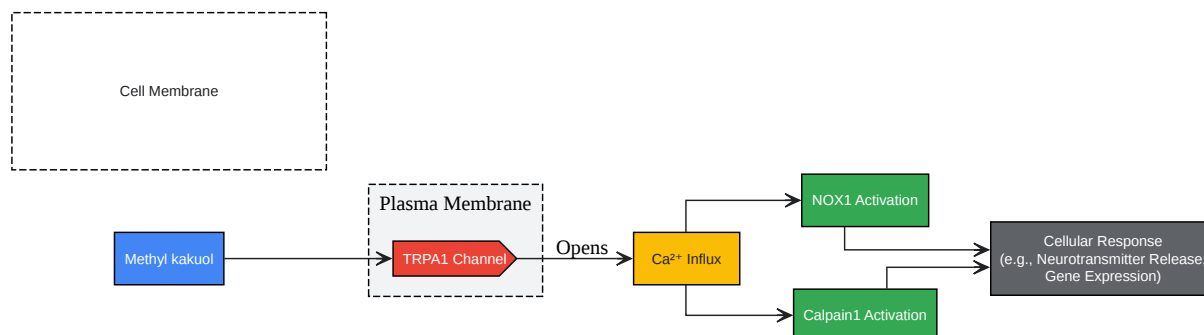 Cell Membrane
Plasma Membrane
Methyl kakuol
TRPA1 Channel
Opens
Ca²⁺ Influx
NOX1 Activation
Calpain1 Activation
Cellular Response
(e.g., Neurotransmitter Release,
Gene Expression)